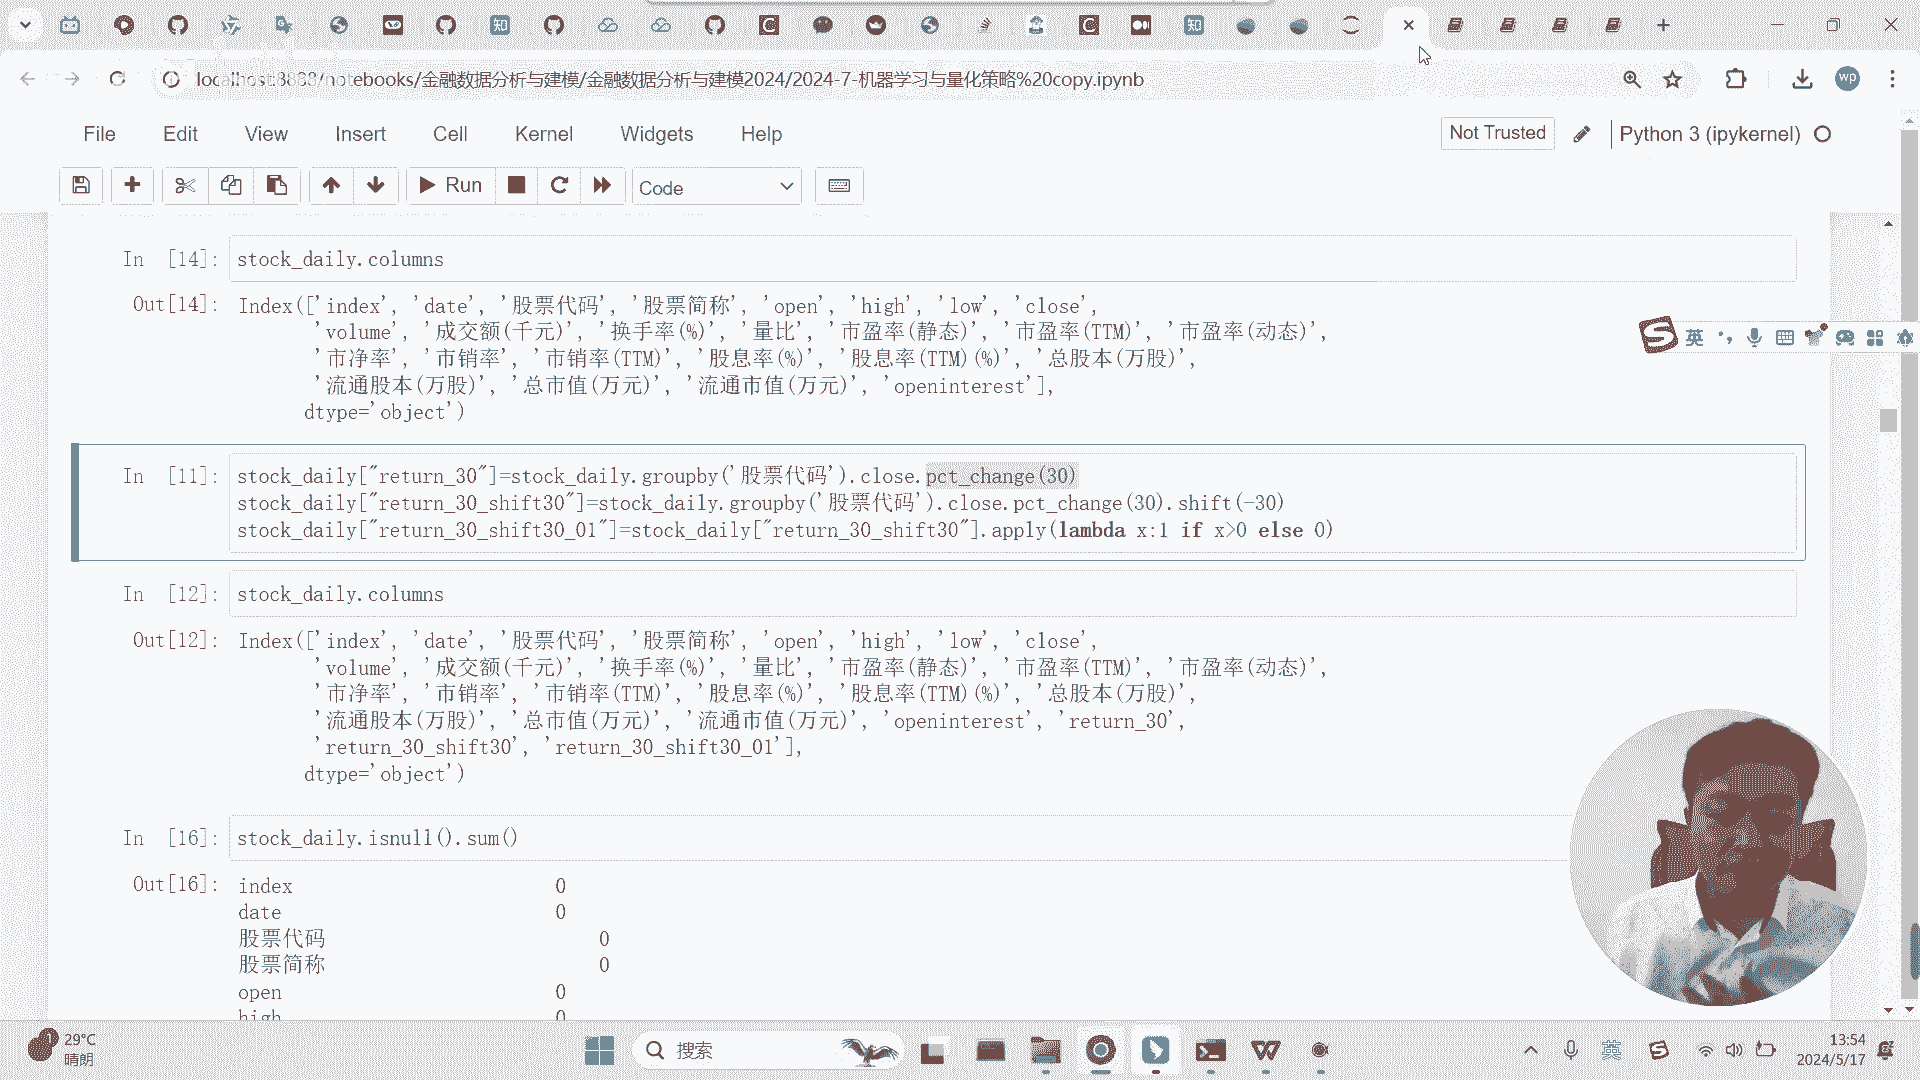 localhost:8888/notebooks/金融数据分析与建模/金融数据分析与建模2024/2024-7-机器学习与量化策略%20copy.ipynb
wp
File Edit View Insert Cell Kernel Widgets Help
Not Trusted
Python 3 (ipykernel)
Run
Code
In [14]: stock_daily.columns
Out[14]: Index(['index', 'date', '股票代码', '股票简称', 'open', 'high', 'low', 'close',
'volume', '成交额(千元)', '换手率(%)', '量比', '市盈率(静态)', '市盈率(TTM)', '市盈率(动态)',
'市净率', '市销率', '市销率(TTM)', '股息率(%)', '股息率(TTM)(%)', '总股本(万股)',
'流通股本(万股)', '总市值(万元)', '流通市值(万元)', 'openinterest'],
dtype='object')
英
In [11]: stock_daily["return_30"]=stock_daily.groupby('股票代码').close.pct_change(30)
stock_daily["return_30_shift30"]=stock_daily.groupby('股票代码').close.pct_change(30).shift(-30)
stock_daily["return_30_shift30_01"]=stock_daily["return_30_shift30"].apply(lambda x:1 if x>0 else 0)
In [12]: stock_daily.columns
Out[12]: Index(['index', 'date', '股票代码', '股票简称', 'open', 'high', 'low', 'close',
'volume', '成交额(千元)', '换手率(%)', '量比', '市盈率(静态)', '市盈率(TTM)', '市盈率(动态)',
'市净率', '市销率', '市销率(TTM)', '股息率(%)', '股息率(TTM)(%)', '总股本(万股)',
'流通股本(万股)', '总市值(万元)', '流通市值(万元)', 'openinterest', 'return_30',
'return_30_shift30', 'return_30_shift30_01'],
dtype='object')
In [16]: stock_daily.isnull().sum()
Out[16]: index 0
date 0
股票代码 0
股票简称 0
open 0
high 0
29°C
晴朗
搜索
英
13:54
2024/5/17